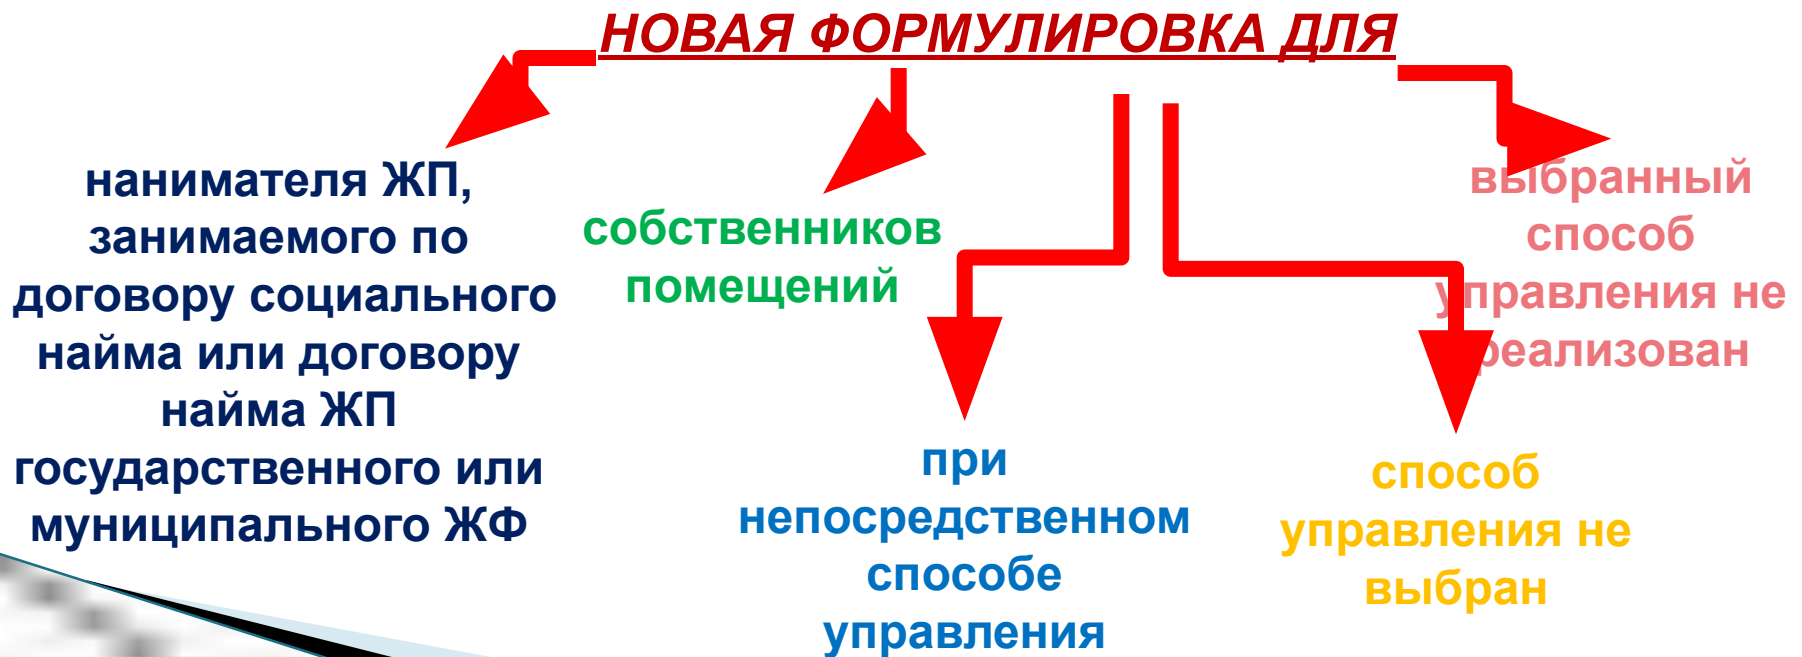 НОВАЯ ФОРМУЛИРОВКА ДЛЯ
нанимателя ЖП,
занимаемого по
договору социального
найма или договору
найма ЖП
государственного или
муниципального ЖФ
собственников
помещений
при
непосредственном
способе
управления
способ
управления не
выбран
выбранный
способ
управления не
реализован